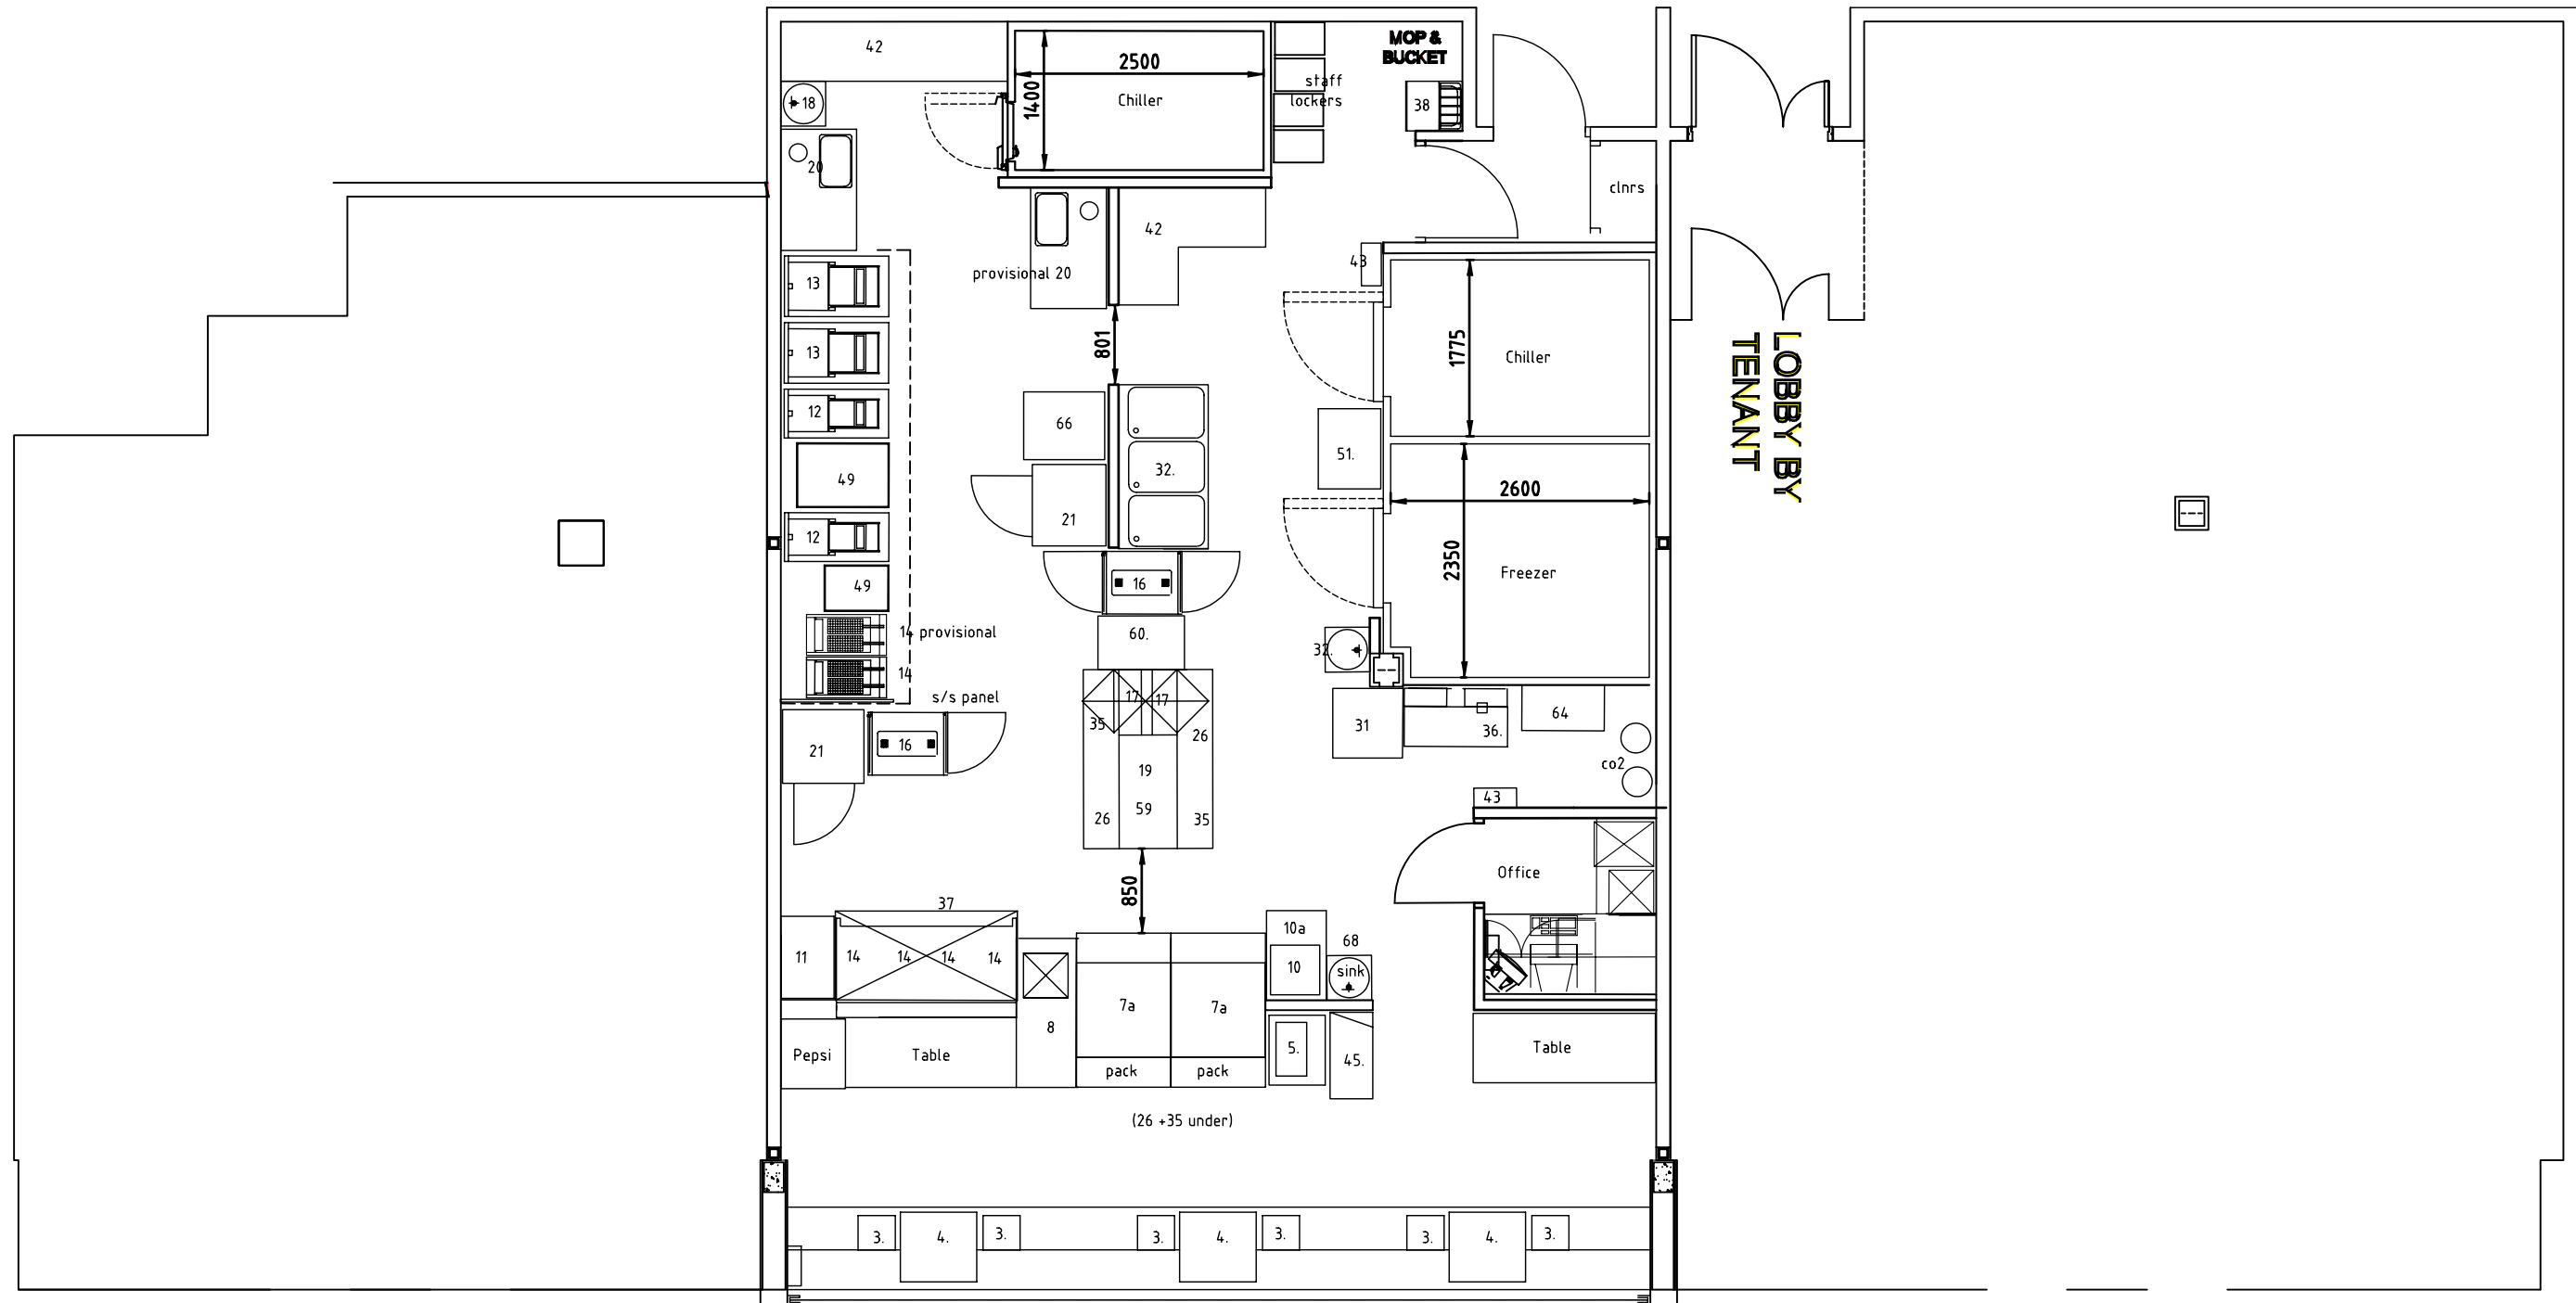 42
2500
1400
Chiller
staff
lockers
MOP &
BUCKET
18
38
20
clnrs
42
provisional 20
43
13
13
12
49
12
49
801
1775
Chiller
LOBBY BY
TENANT
66
32.
51.
21
2600
2350
Freezer
16
60.
32.
14 provisional
14
s/s panel
17
17
35
26
19
59
26
35
21
16
31
36.
64
co2
43
Office
850
37
11
14
14
14
14
8
7a
7a
10a
10
68
sink
Pepsi
Table
pack
pack
5.
45.
Table
(26 +35 under)
3.
4.
3.
3.
4.
3.
3.
4.
3.